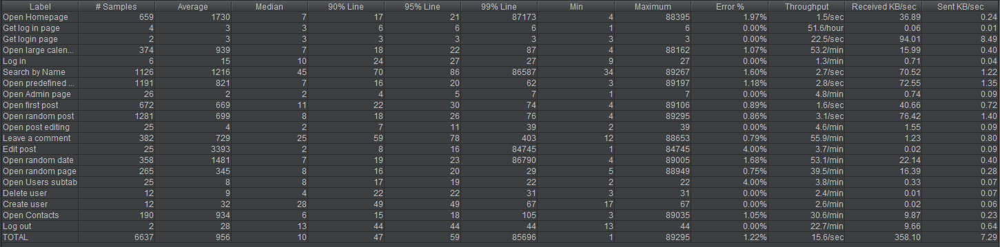 Label # Samples Average Median 90% Line 95% Line 99% Line Min Maximum Error % Throughput Received KB/sec Sent KB/sec
Open Homepage 659 1730 7 17 21 87173 4 88395 1.97% 1.5/sec 36.89 0.24
Get log in page 4 3 3 6 6 6 1 6 0.00% 51.6/hour 0.06 0.01
Get login page 2 3 3 3 3 3 3 3 0.00% 22.5/sec 94.01 8.49
Open large calen... 374 939 7 18 22 87 4 88162 1.07% 53.2/min 15.99 0.40
Log in 6 15 10 24 27 27 9 27 0.00% 1.3/min 0.71 0.04
Search by Name 1126 1216 45 70 86 86587 34 89267 1.60% 2.7/sec 70.52 1.22
Open predefined ... 1191 821 7 16 20 62 3 89197 1.18% 2.8/sec 72.55 1.35
Open Admin page 26 2 2 4 5 7 1 7 0.00% 4.8/min 0.74 0.09
Open first post 672 669 11 22 30 74 4 89106 0.89% 1.6/sec 40.66 0.72
Open random post 1281 699 8 18 26 76 4 89295 0.86% 3.1/sec 76.42 1.40
Open post editing 25 4 2 7 11 39 2 39 0.00% 4.6/min 1.55 0.09
Leave a comment 382 729 25 59 78 403 12 88653 0.79% 55.9/min 1.23 0.80
Edit post 25 3393 2 8 16 84745 1 84745 4.00% 3.7/min 0.02 0.09
Open random date 358 1481 7 19 23 86790 4 89005 1.68% 53.1/min 22.14 0.40
Open random page 265 345 8 16 20 29 5 88949 0.75% 39.5/min 16.39 0.28
Open Users subtab 25 8 8 17 19 22 2 22 4.00% 3.8/min 0.33 0.07
Delete user 12 9 4 22 22 31 3 31 0.00% 2.4/min 0.01 0.07
Create user 12 32 28 49 49 67 17 67 0.00% 2.6/min 0.02 0.06
Open Contacts 190 934 6 15 18 105 3 89035 1.05% 30.6/min 9.87 0.23
Log out 2 28 13 44 44 44 13 44 0.00% 22.7/min 9.66 0.64
TOTAL 6637 956 10 47 59 85696 1 89295 1.22% 15.6/sec 358.10 7.29